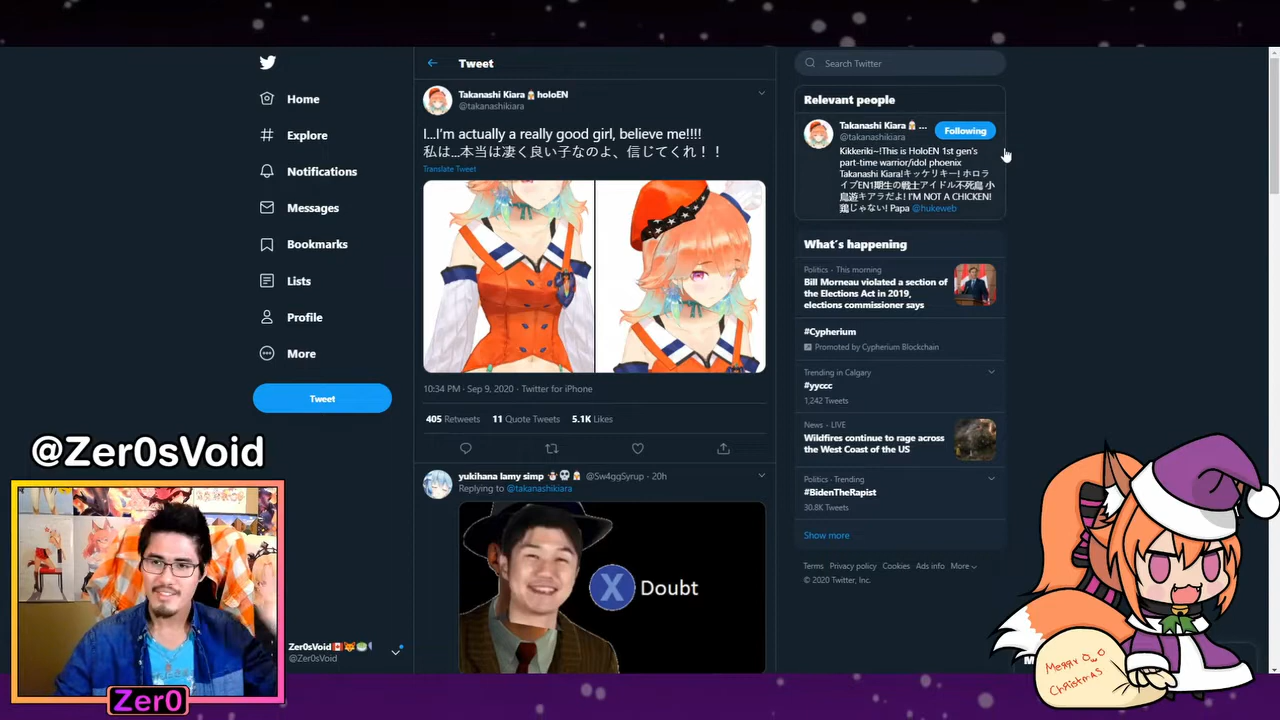 Home
Explore
Notifications
Messages
Bookmarks
Lists
Profile
More
Tweet
@Zer0sVoid
Zer0
Zer0sVoid
@Zer0sVoid
Tweet
Takanashi Kiara holoEN
@takanashikiara
I...I'm actually a really good girl, believe me!!!!
私は...本当は凄く良い子なのよ、信じてくれ！！
Translate Tweet
10:34 PM · Sep 9, 2020 · Twitter for iPhone
405 Retweets 11 Quote Tweets 5.1K Likes
yukihana lamy simp @Sw4ggSyrup · 20h
Replying to @takanashikiara
X Doubt
Search Twitter
Relevant people
Takanashi Kiara ...
@takanashikiara
Following
Kikkeriki~!This is HoloEN 1st gen's
part-time warrior/idol phoenix
Takanashi Kiara!キッケリキー! ホロラ
イブEN1期生の戦士アイドル不死鳥 小
鳥遊キアラだよ! I'M NOT A CHICKEN!
鶏じゃない! Papa @hukeweb
What's happening
Politics · This morning
Bill Morneau violated a section of
the Elections Act in 2019,
elections commissioner says
#Cypherium
Promoted by Cypherium Blockchain
Trending in Calgary
#yyccc
1,242 Tweets
News · LIVE
Wildfires continue to rage across
the West Coast of the US
Politics · Trending
#BidenTheRapist
30.8K Tweets
Show more
Terms Privacy policy Cookies Ads info More
© 2020 Twitter, Inc.
Merry OwO
Christmas